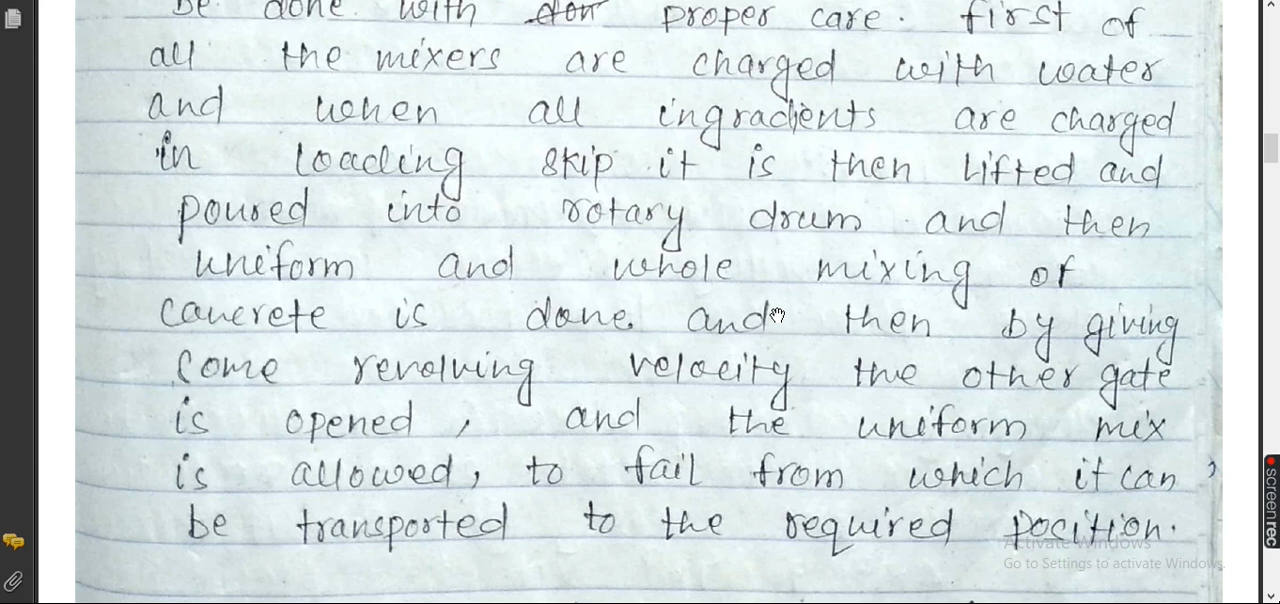 be done with don proper care. first of
all the mixers are charged with water
and when all ingradients are charged
in loading skip it is then lifted and
poured into rotary drum and then
uniform and whole mixing of
cancrete is done. and then by giving
some revolving velocity the other gate
is opened, and the uniform mix
is allowed, to fail from which it can,
be transported to the required position.
Activate Windows
Go to Settings to activate Windows.
screenrec